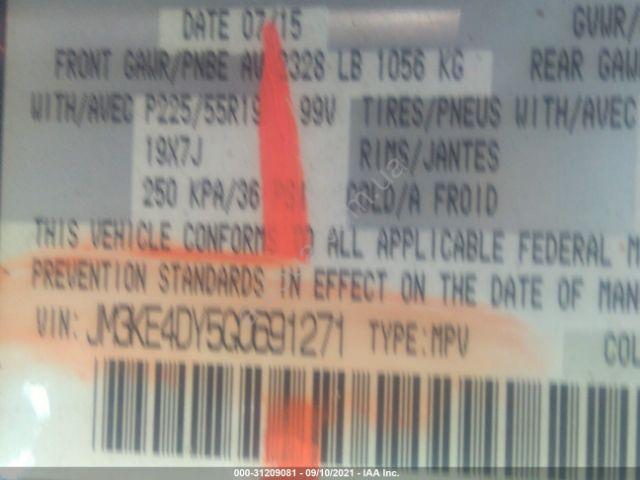 DATE 07/15 GVWR/
FRONT GAWR/PNBE AV 2328 LB 1056 KG REAR GAW
WITH/AVEC P225/55R19 99V TIRES/PNEUS WITH/AVEC
19X7J RIMS/JANTES
250 KPA/36 PSI COLD/A FROID
THIS VEHICLE CONFORMS TO ALL APPLICABLE FEDERAL M
PREVENTION STANDARDS IN EFFECT ON THE DATE OF MAN
VIN: JM3KE4DY5G0691271 TYPE:MPV COL
000-31209081 - 09/10/2021 - IAA Inc.